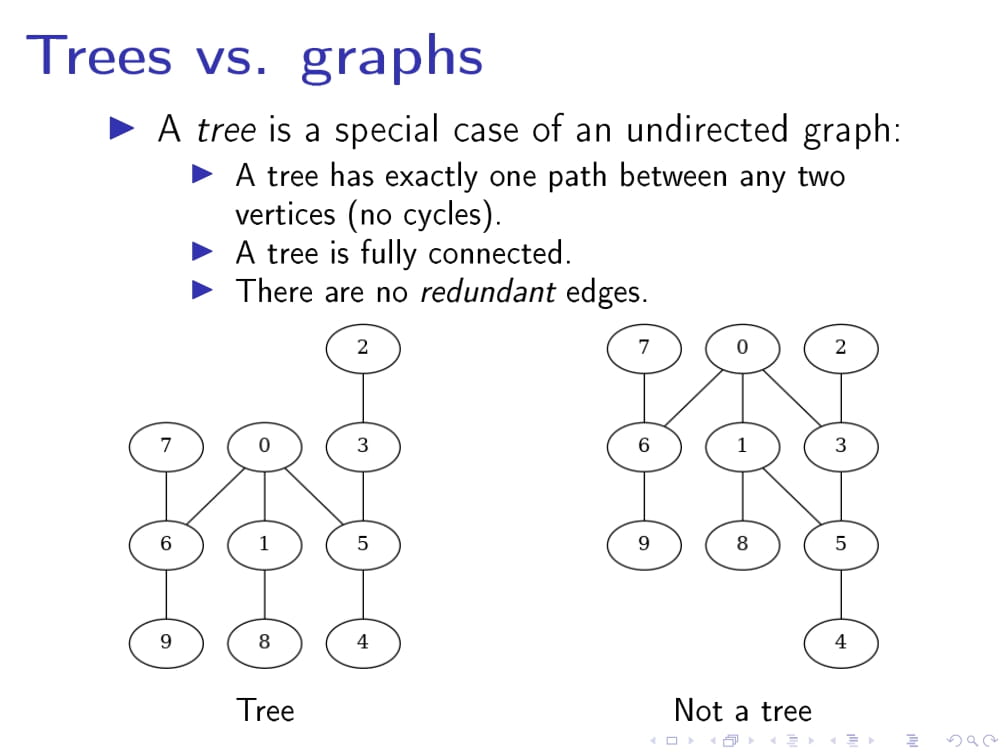 Trees vs. graphs
▶ A tree is a special case of an undirected graph:
▶ A tree has exactly one path between any two
vertices (no cycles).
▶ A tree is fully connected.
▶ There are no redundant edges.
2
7 0 3
6 1 5
9 8 4
Tree
7 0 2
6 1 3
9 8 5
4
Not a tree